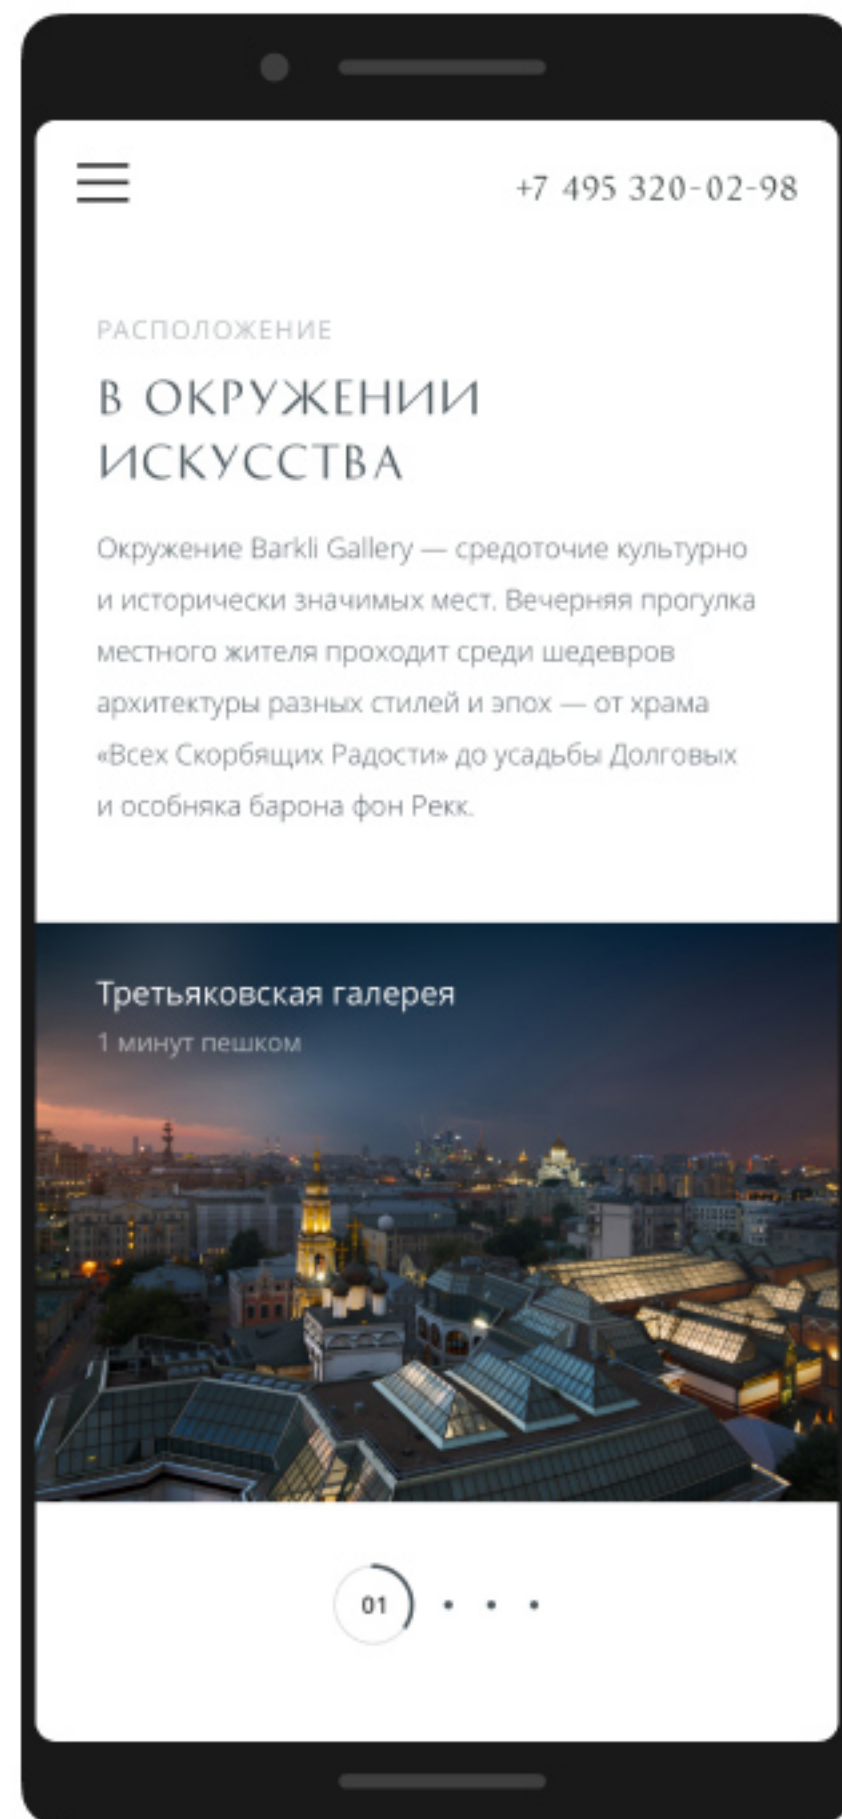 +7 495 320-02-98
РАСПОЛОЖЕНИЕ
В ОКРУЖЕНИИ
ИСКУССТВА
Окружение Barkli Gallery — средоточие культурно
и исторически значимых мест. Вечерняя прогулка
местного жителя проходит среди шедевров
архитектуры разных стилей и эпох — от храма
«Всех Скорбящих Радости» до усадьбы Долговых
и особняка барона фон Рекк.
Третьяковская галерея
1 минут пешком
01